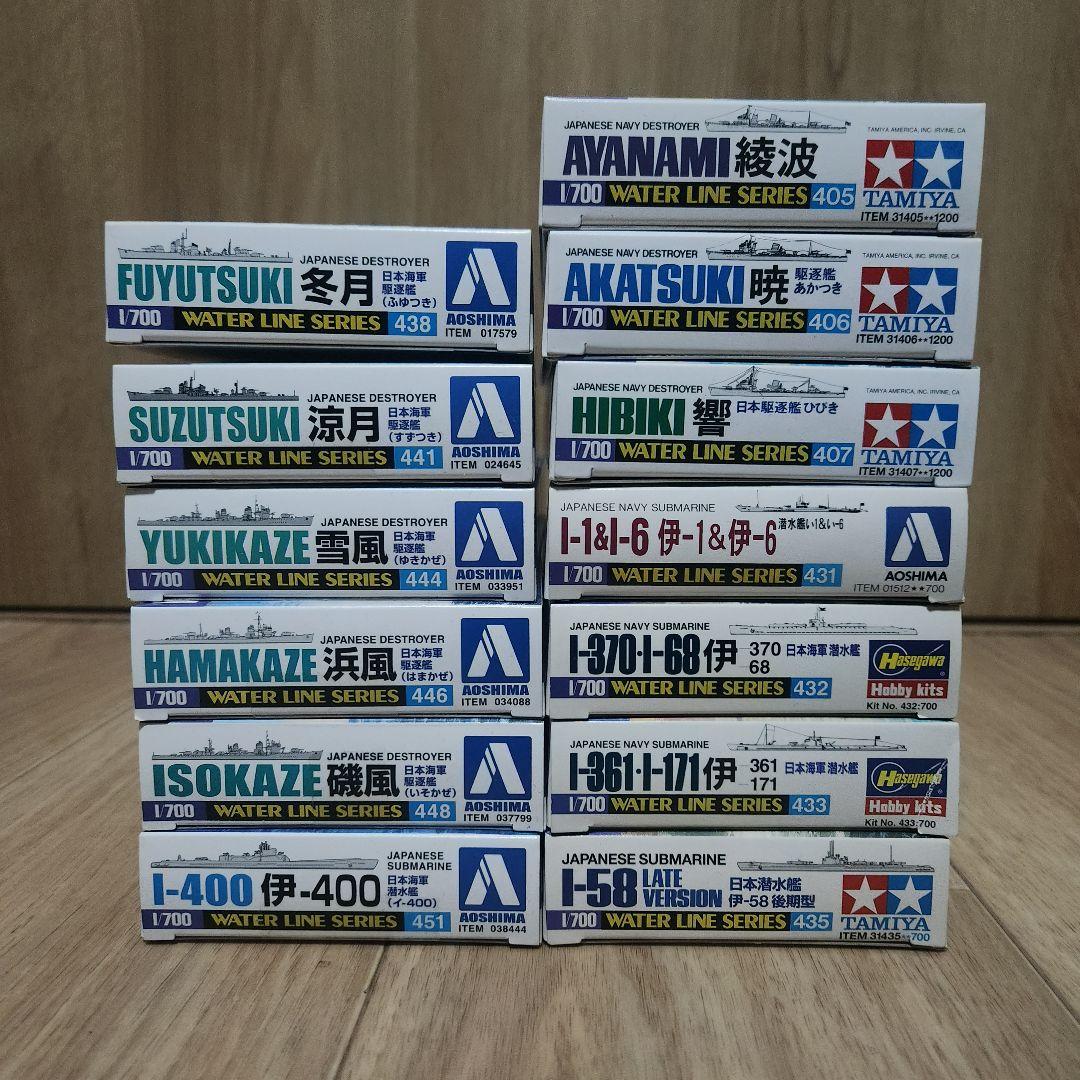 JAPANESE DESTROYER
FUYUTSUKI 冬月 日本海軍
駆逐艦
(ふゆつき)
1/700 WATER LINE SERIES 438
AOSHIMA
ITEM 017579
JAPANESE DESTROYER
SUZUTSUKI 涼月 日本海軍
駆逐艦
(すずつき)
1/700 WATER LINE SERIES 441
AOSHIMA
ITEM 024645
JAPANESE DESTROYER
YUKIKAZE 雪風 日本海軍
駆逐艦
(ゆきかぜ)
1/700 WATER LINE SERIES 444
AOSHIMA
ITEM 033951
JAPANESE DESTROYER
HAMAKAZE 浜風 日本海軍
駆逐艦
(はまかぜ)
1/700 WATER LINE SERIES 446
AOSHIMA
ITEM 034088
JAPANESE DESTROYER
ISOKAZE 磯風 日本海軍
駆逐艦
(いそかぜ)
1/700 WATER LINE SERIES 448
AOSHIMA
ITEM 037799
JAPANESE
SUBMARINE
I-400 伊-400 日本海軍
潜水艦
(イ-400)
1/700 WATER LINE SERIES 451
AOSHIMA
ITEM 038444
JAPANESE NAVY DESTROYER
TAMIYA AMERICA, INC. IRVINE, CA
AYANAMI 綾波
1/700 WATER LINE SERIES 405
TAMIYA
ITEM 31405★★1200
JAPANESE NAVY DESTROYER
TAMIYA AMERICA, INC. IRVINE, CA
AKATSUKI 暁 駆逐艦
あかつき
1/700 WATER LINE SERIES 406
TAMIYA
ITEM 31406★★1200
JAPANESE NAVY DESTROYER
TAMIYA AMERICA, INC. IRVINE, CA
HIBIKI 響 日本駆逐艦 ひびき
1/700 WATER LINE SERIES 407
TAMIYA
ITEM 31407★★1200
JAPANESE NAVY SUBMARINE
潜水艦い-1&い-6
I-1&I-6 伊-1&伊-6
1/700 WATER LINE SERIES 431
AOSHIMA
ITEM 01512★★700
JAPANESE NAVY SUBMARINE
I-370・I-68 伊-370
68 日本海軍 潜水艦
1/700 WATER LINE SERIES 432
Hasegawa
Hobby kits
Kit No. 432:700
JAPANESE NAVY SUBMARINE
I-361・I-171 伊-361
171 日本海軍 潜水艦
1/700 WATER LINE SERIES 433
Hasegawa
Hobby kits
Kit No. 433:700
JAPANESE SUBMARINE
I-58 LATE
VERSION
日本潜水艦
伊-58 後期型
1/700 WATER LINE SERIES 435
TAMIYA
ITEM 31435★★700